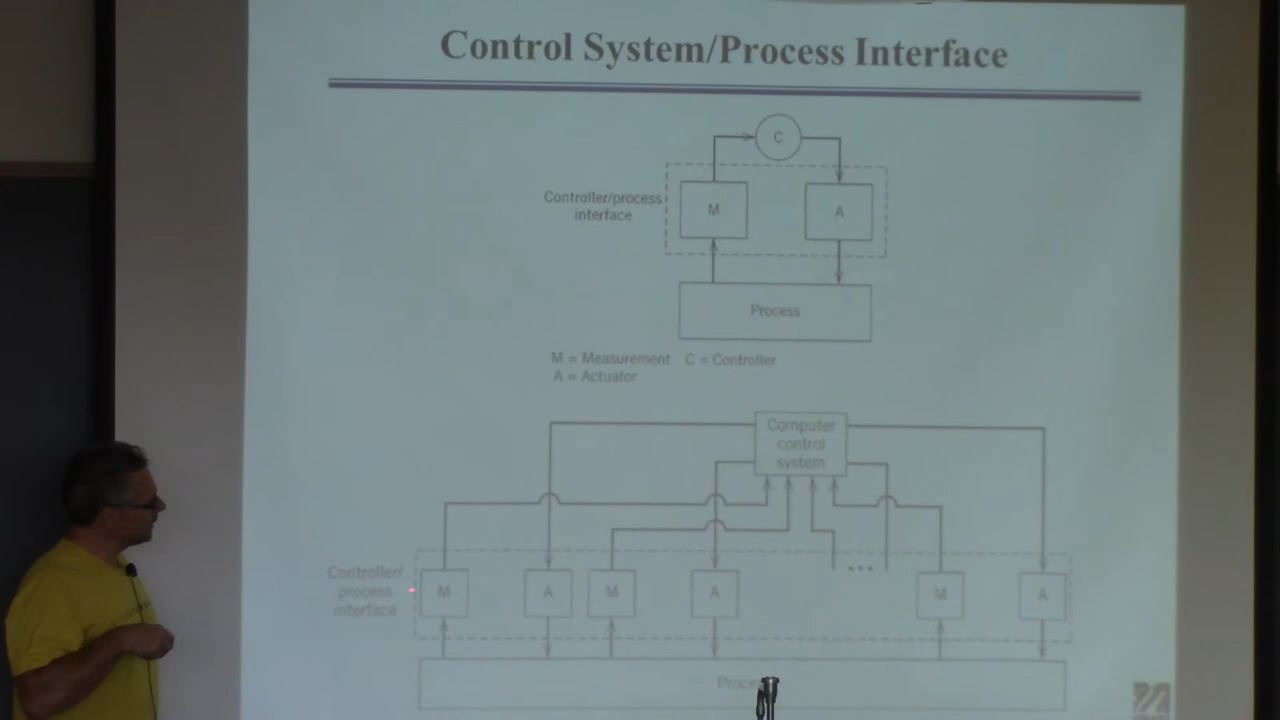 Control System/Process Interface
C
Controller/process
interface
M
A
Process
M = Measurement C = Controller
A = Actuator
Computer
control
system
Controller/
process
interface
M
A
M
A
...
M
A